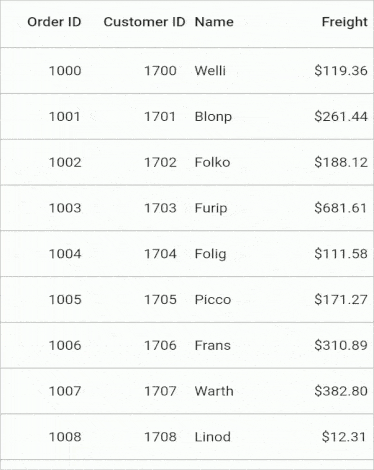 Order ID Customer ID Name Freight
1000 1700 Welli $119.36
1001 1701 Blonp $261.44
1002 1702 Folko $188.12
1003 1703 Furip $681.61
1004 1704 Folig $111.58
1005 1705 Picco $171.27
1006 1706 Frans $310.89
1007 1707 Warth $382.80
1008 1708 Linod $12.31